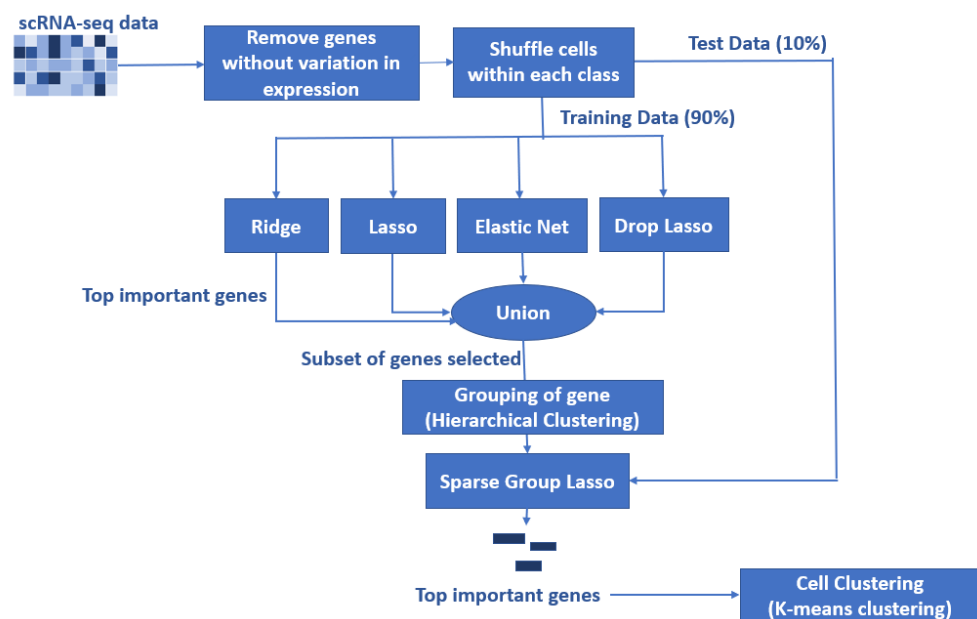 scRNA-seq data
Remove genes
without variation in
expression
Shuffle cells
within each class
Test Data (10%)
Training Data (90%)
Ridge
Lasso
Elastic Net
Drop Lasso
Top important genes
Union
Subset of genes selected
Grouping of gene
(Hierarchical Clustering)
Sparse Group Lasso
Top important genes
Cell Clustering
(K-means clustering)